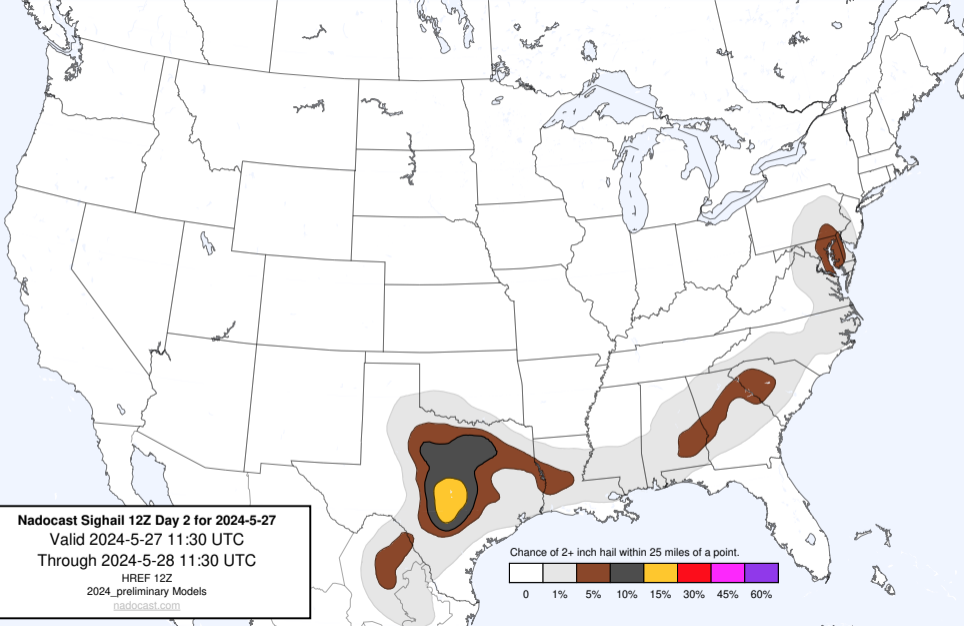 Nadocast Sighail 12Z Day 2 for 2024-5-27
Valid 2024-5-27 11:30 UTC
Through 2024-5-28 11:30 UTC
HREF 12Z
2024_preliminary Models
nadocast.com
Chance of 2+ inch hail within 25 miles of a point.
0 1% 5% 10% 15% 30% 45% 60%